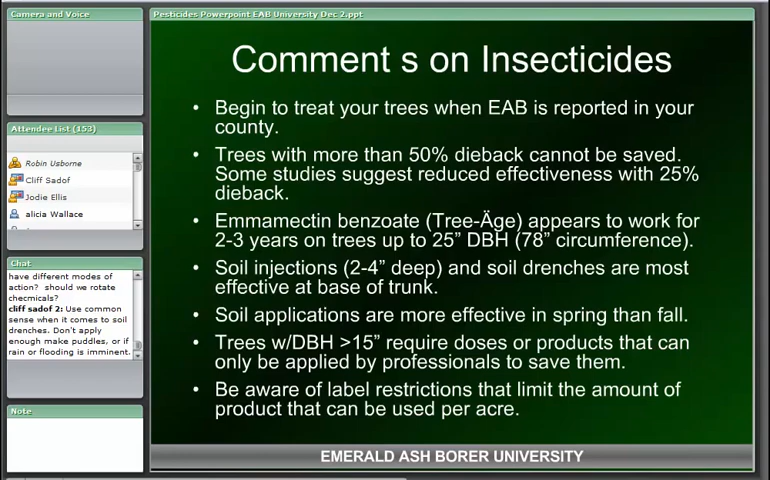 Camera and Voice
Attendee List (153)
Robin Usborne
Cliff Sadof
Jodie Ellis
alicia Wallace
Chat
have different modes of
action? should we rotate
checmicals?
cliff sadof 2: Use common
sense when it comes to soil
drenches. Don't apply
enough make puddles, or if
rain or flooding is imminent.
Note
Pesticides Powerpoint EAB University Dec 2.ppt
Comment s on Insecticides
• Begin to treat your trees when EAB is reported in your
county.
• Trees with more than 50% dieback cannot be saved.
Some studies suggest reduced effectiveness with 25%
dieback.
• Emmamectin benzoate (Tree-Äge) appears to work for
2-3 years on trees up to 25” DBH (78” circumference).
• Soil injections (2-4” deep) and soil drenches are most
effective at base of trunk.
• Soil applications are more effective in spring than fall.
• Trees w/DBH >15” require doses or products that can
only be applied by professionals to save them.
• Be aware of label restrictions that limit the amount of
product that can be used per acre.
EMERALD ASH BORER UNIVERSITY